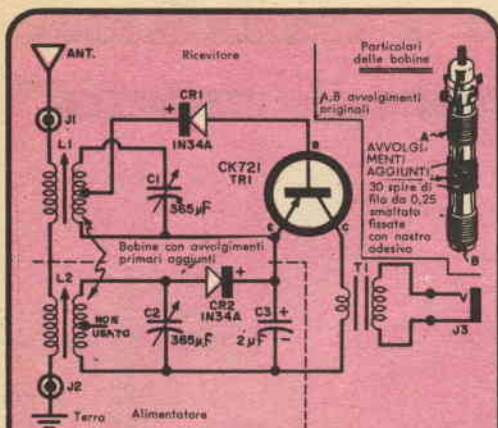 ANT.
Ricevitore
Particolari
delle bobine
J1
CR1
+
1N34A
A,B avvolgimenti
originali
B
L1
CK721
TR1
C1
365µF
A
AVVOLGI-
MENTI
AGGIUNTI
30 spire di
filo da 0,25
smaltato
fissate
con nastro
adesivo
B
E
C
Bobine con avvolgimenti
primari aggiunti
T1
L2
CR2
+
1N34A
NON
USATO
C2
365µF
C3
+
2µF
-
J3
J2
Terra
Alimentatore